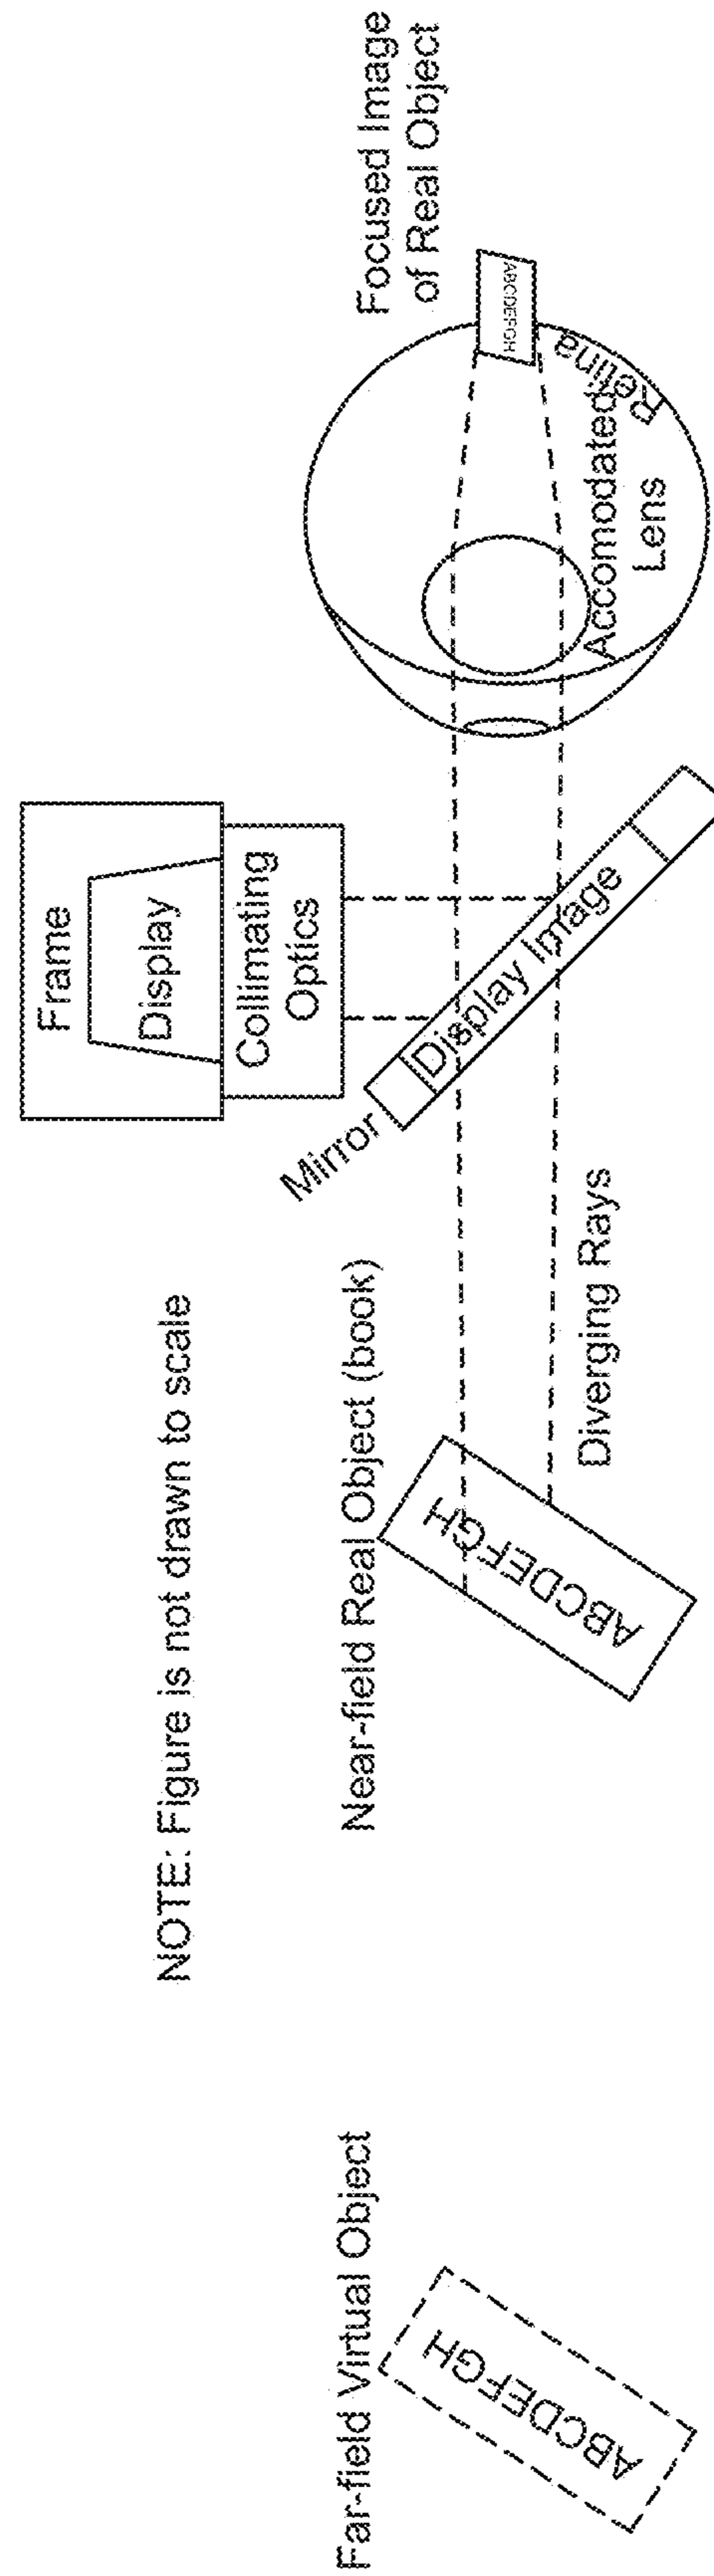 NOTE: Figure is not drawn to scale
Frame
Display
Collimating
Optics
Mirror
Display Image
Far-field Virtual Object
ABCDEFGH
Near-field Real Object (book)
ABCDEFGH
Diverging Rays
Focused Image
of Real Object
ABCDEFGH
Retina
Accomodated
Lens